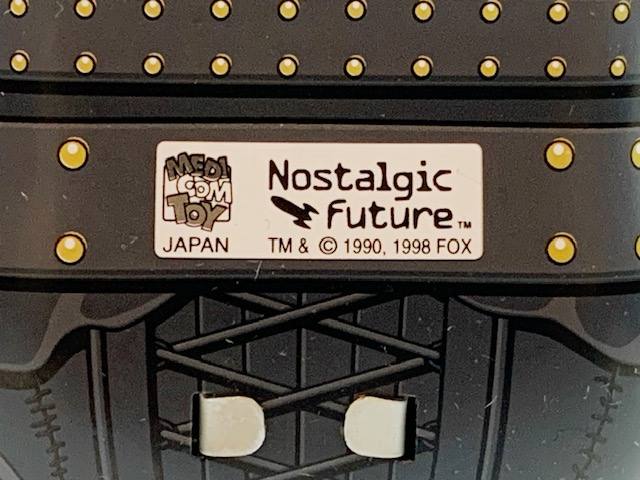 MEDI
COM
TOY
JAPAN
Nostalgic
future™
TM & © 1990, 1998 FOX